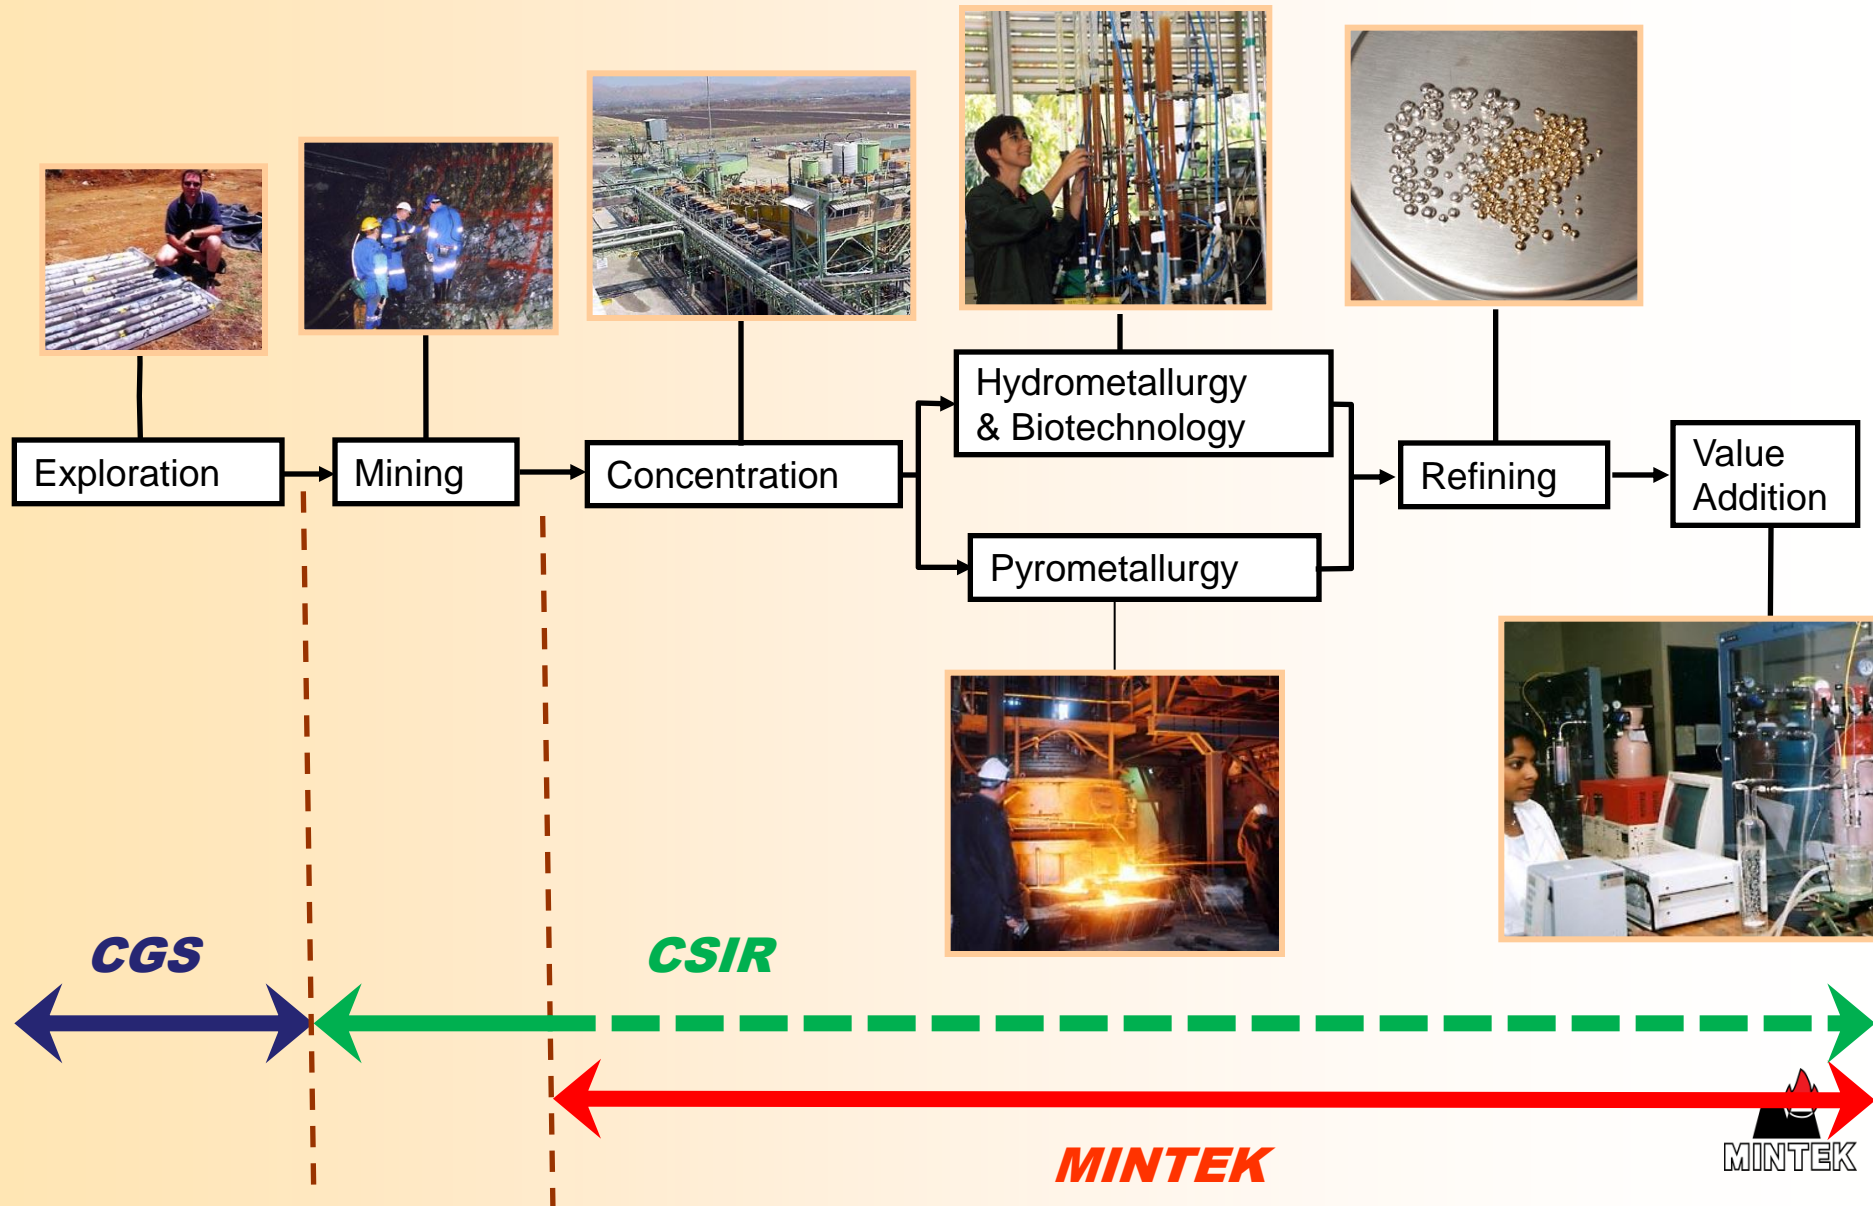 Exploration
Mining
Concentration
Hydrometallurgy
& Biotechnology
Pyrometallurgy
Refining
Value
Addition
CGS
CSIR
MINTEK
MINTEK